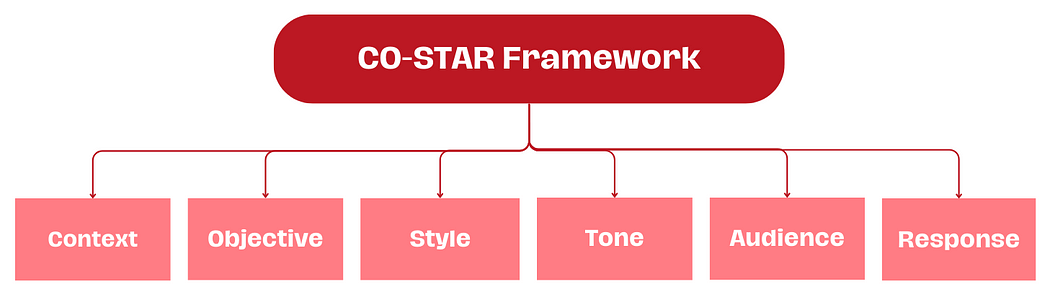 CO-STAR Framework
Context
Objective
Style
Tone
Audience
Response